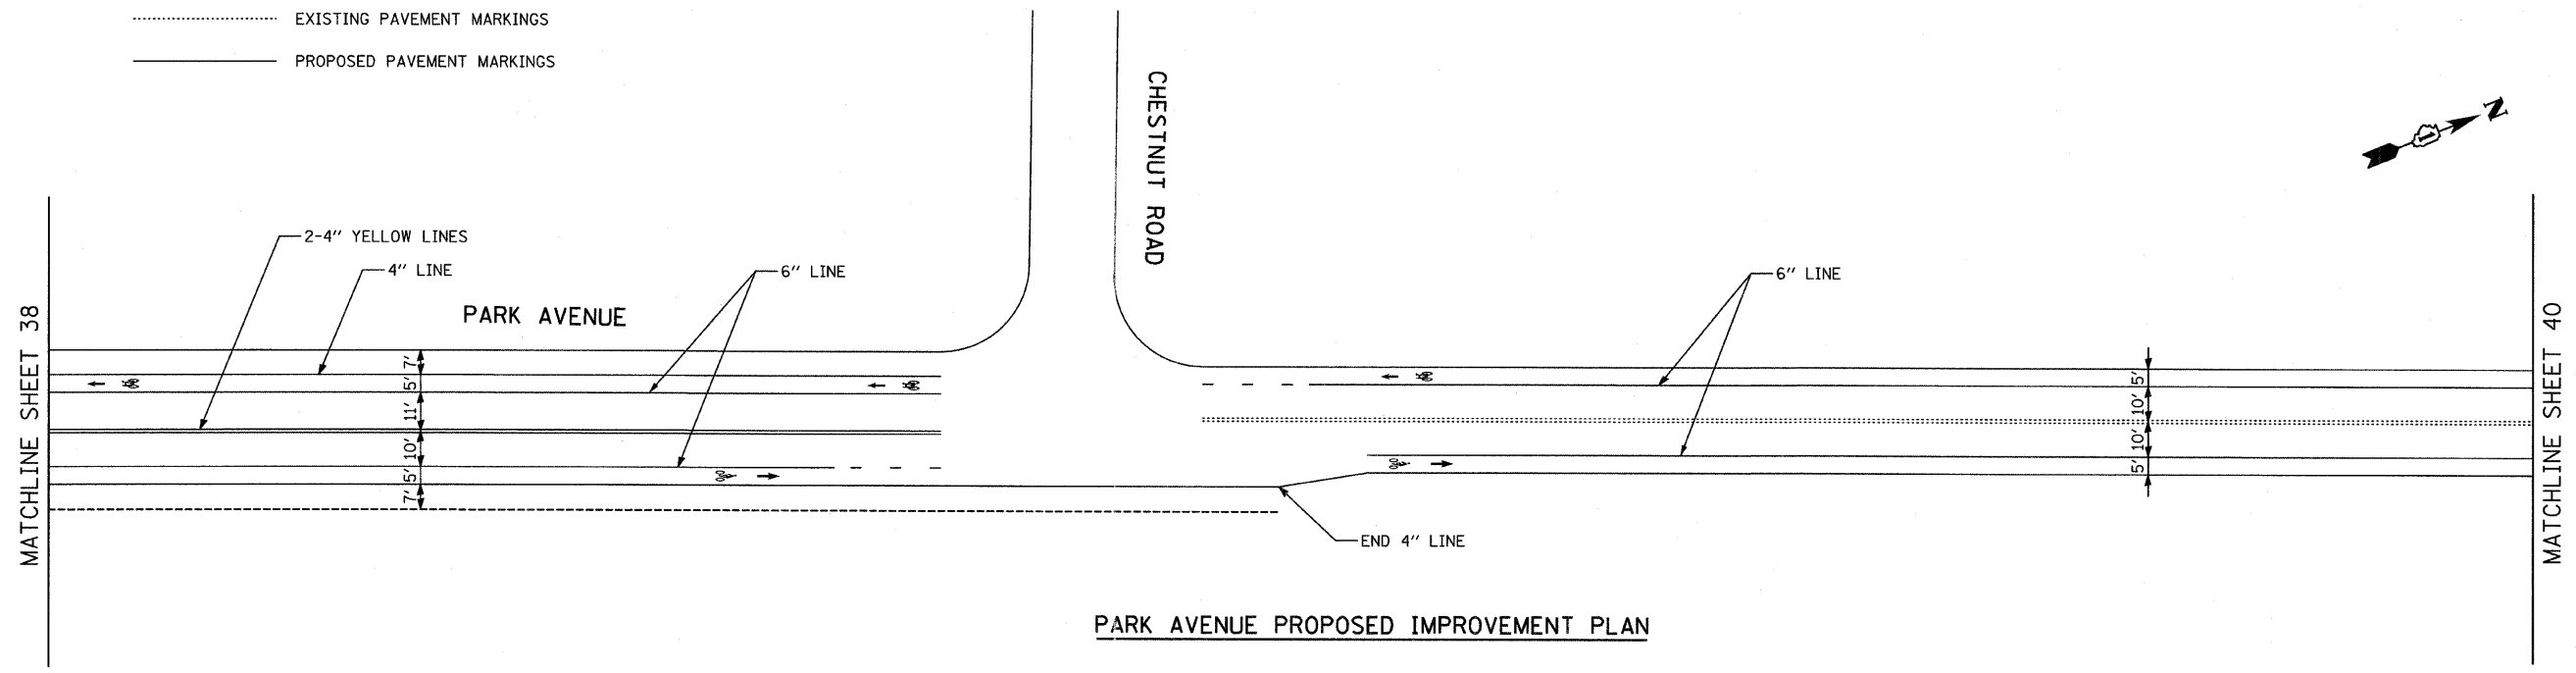 EXISTING PAVEMENT MARKINGS
PROPOSED PAVEMENT MARKINGS
CHESTNUT ROAD
N
1
2-4" YELLOW LINES
4" LINE
6" LINE
6" LINE
PARK AVENUE
MATCHLINE SHEET 38
7'
5'
11'
10'
5'
7'
5'
10'
10'
5'
MATCHLINE SHEET 40
END 4" LINE
PARK AVENUE PROPOSED IMPROVEMENT PLAN